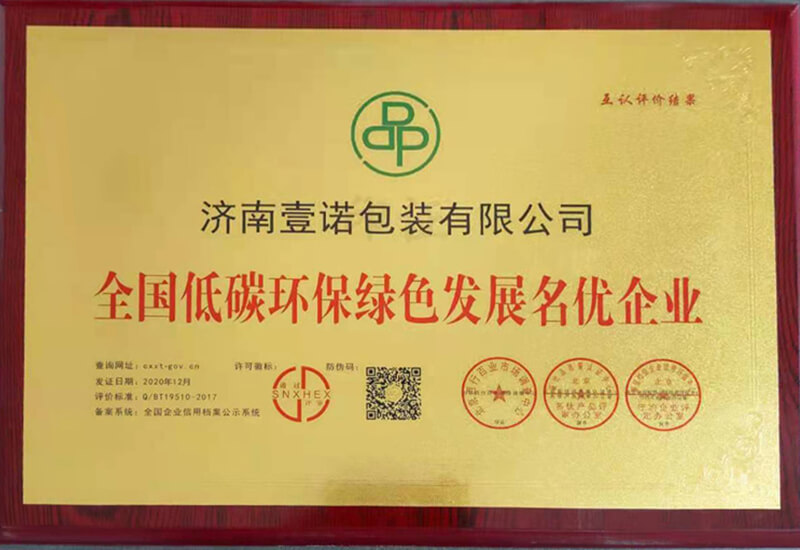 互认评价结果
济南壹诺包装有限公司
全国低碳环保绿色发展名优企业
查询网址: cxxt-gov.cn
许可徽标:
防伪码:
发证日期: 2020年12月
评价标准: Q/BT19510-2017
备案系统: 全国企业信用档案公示系统
SNXHEX